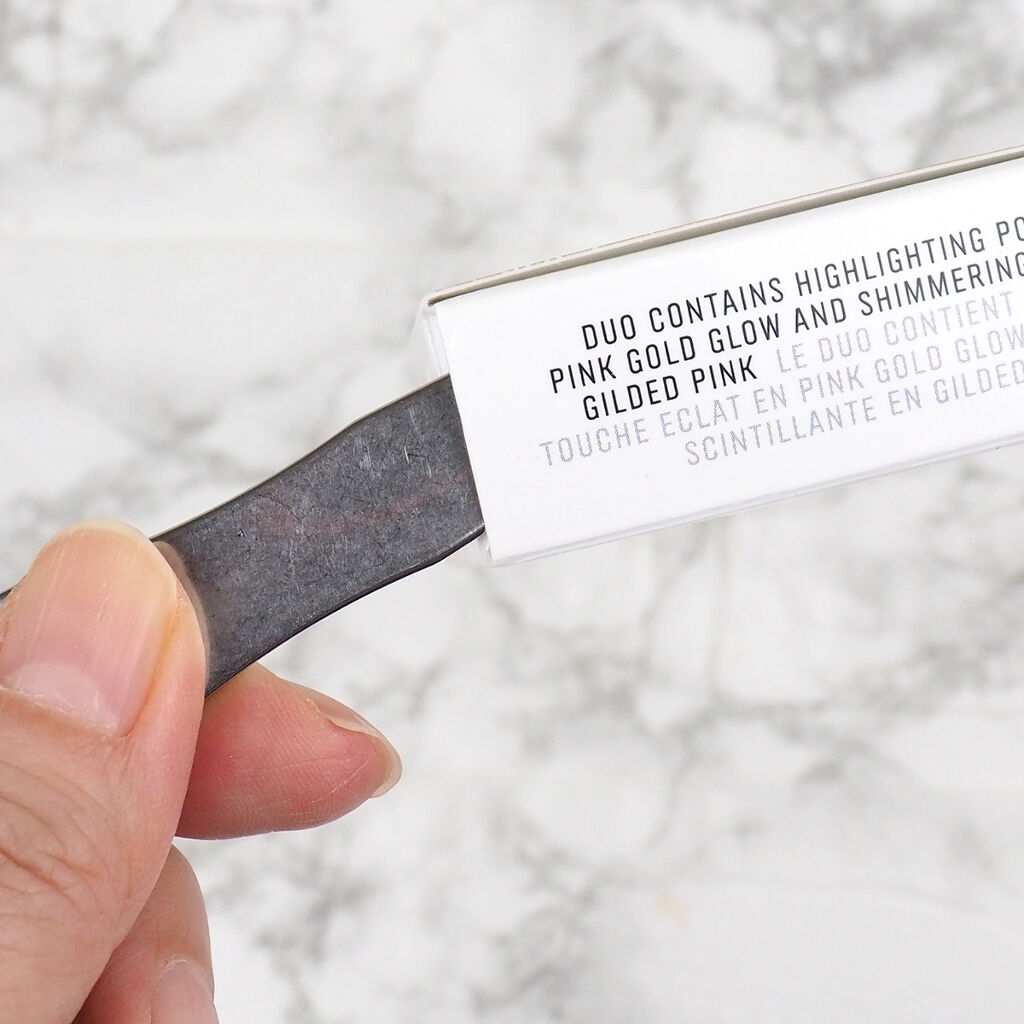 DUO CONTAINS HIGHLIGHTING PO
PINK GOLD GLOW AND SHIMMERING
GILDED PINK LE DUO CONTIENT
TOUCHE ECLAT EN PINK GOLD GLOW
SCINTILLANTE EN GILDED